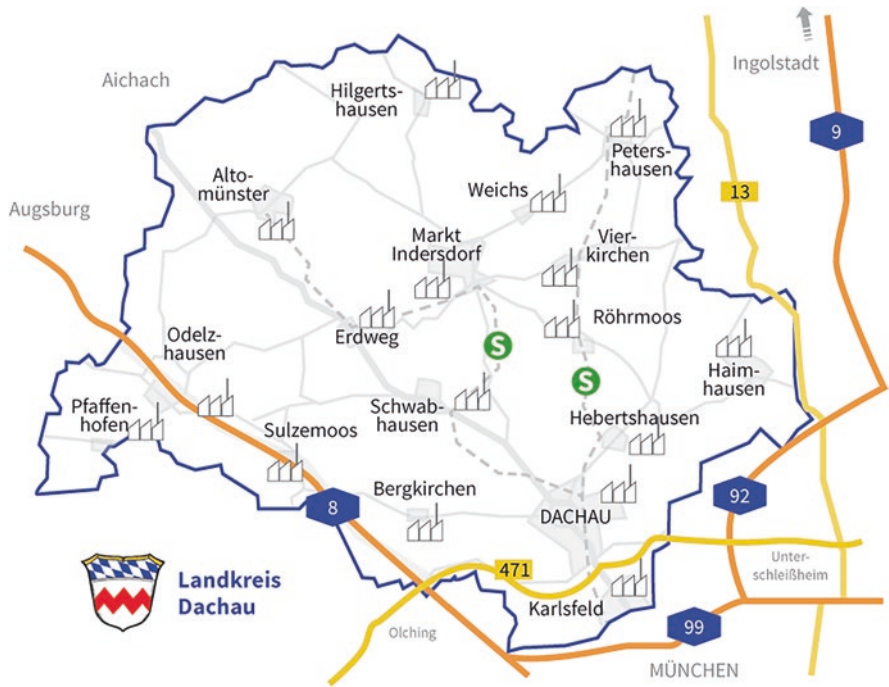 Aichach
Ingolstadt
Hilgerts-
hausen
9
Peters-
hausen
Alto-
münster
Weichs
13
Augsburg
Markt
Indersdorf
Vier-
kirchen
Odelz-
hausen
Erdweg
Röhrmoos
S
S
Haim-
hausen
Pfaffen-
hofen
Schwab-
hausen
Hebertshausen
Sulzemoos
Bergkirchen
92
8
DACHAU
471
Unter-
schleißheim
Landkreis
Dachau
Karlsfeld
Olching
99
MÜNCHEN